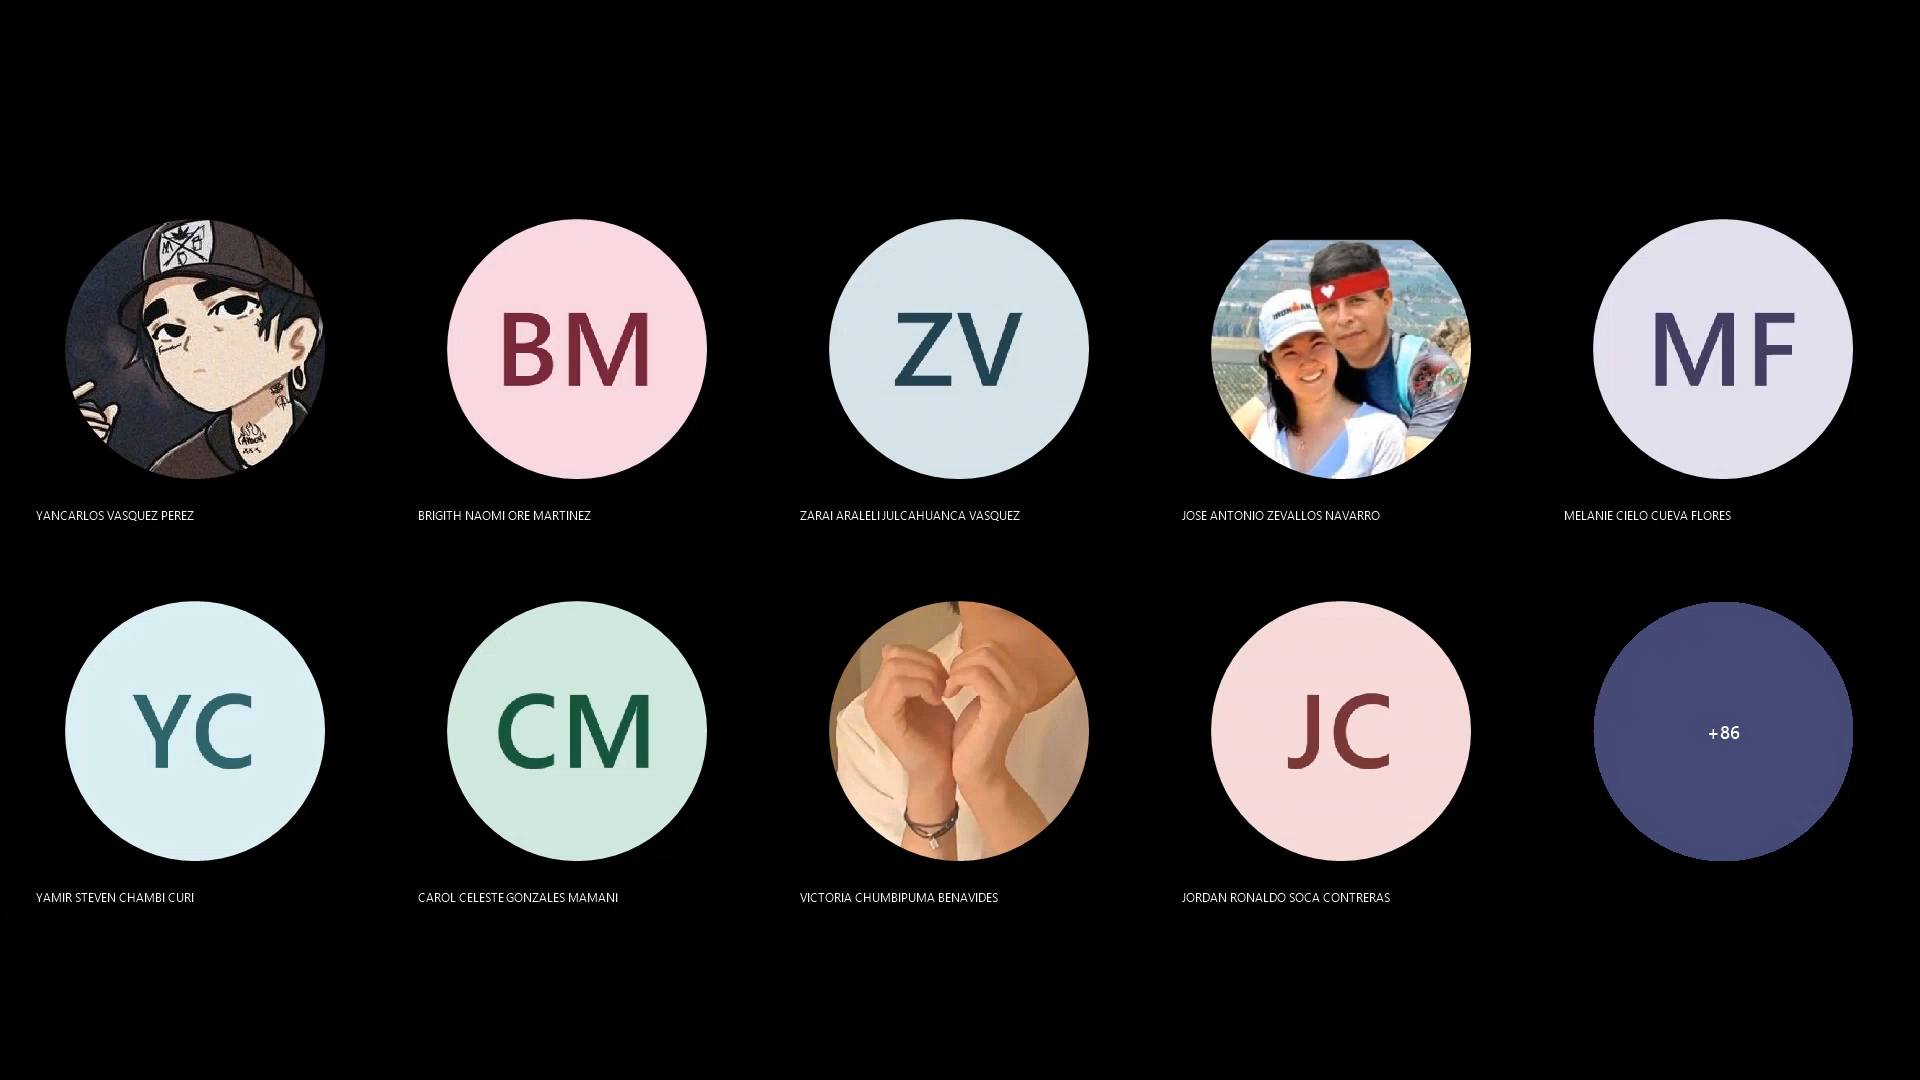 BM
ZV
MF
YANCARLOS VASQUEZ PEREZ
BRIGITH NAOMI ORE MARTINEZ
ZARAI ARALELI JULCAHUANCA VASQUEZ
JOSE ANTONIO ZEVALLOS NAVARRO
MELANIE CIELO CUEVA FLORES
YC
CM
JC
+86
YAMIR STEVEN CHAMBI CURI
CAROL CELESTE GONZALES MAMANI
VICTORIA CHUMBIPUMA BENAVIDES
JORDAN RONALDO SOCA CONTRERAS